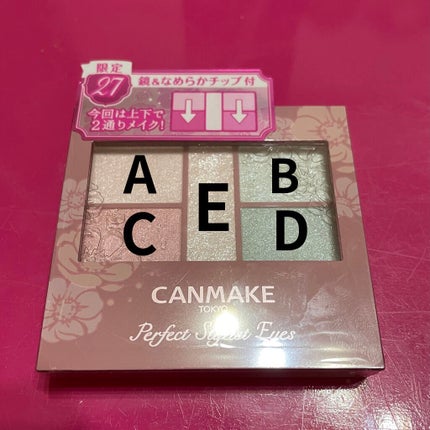 限定
27
鏡&なめらかチップ付
今回は上下で
2通りメイク!
A
B
E
C
D
CANMAKE
TOKYO
Perfect Stylist Eyes